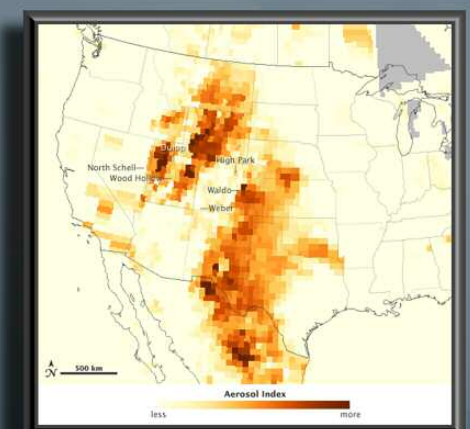 Dump
North Schell
High Park
Wood Hollow
Waldo
Weber
N
500 km
Aerosol Index
less
more